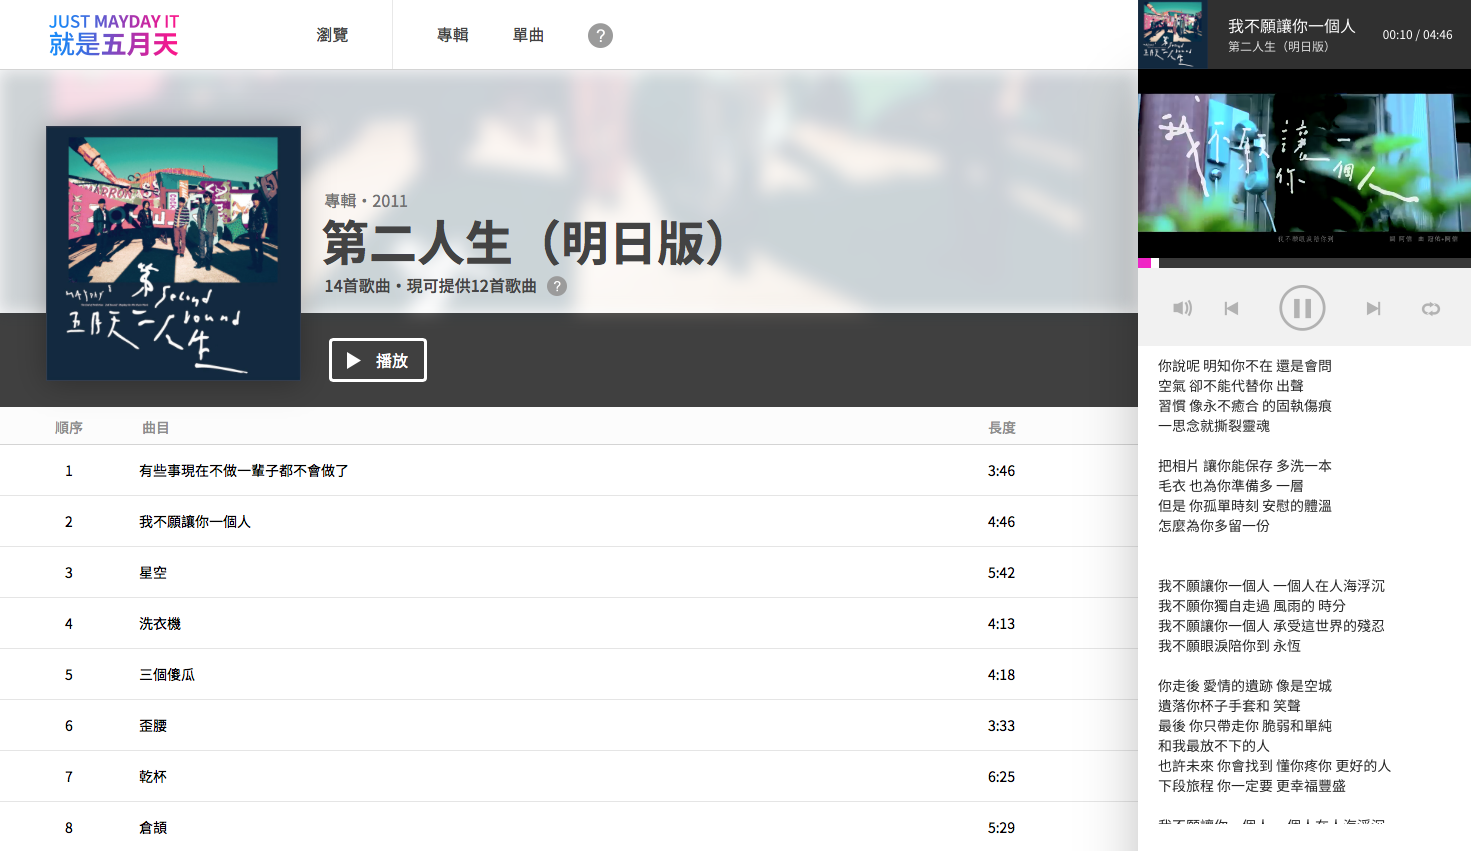 JUST MAYDAY IT
就是五月天
瀏覽
專輯
單曲
?
專輯・2011
第二人生（明日版）
14首歌曲・現可提供12首歌曲 ?
MAYDAY'S
第
second
round
五月天
二人生
播放
順序 曲目 長度
1 有些事現在不做一輩子都不會做了 3:46
2 我不願讓你一個人 4:46
3 星空 5:42
4 洗衣機 4:13
5 三個傻瓜 4:18
6 歪腰 3:33
7 乾杯 6:25
8 倉頡 5:29
我不願讓你一個人
第二人生（明日版）
00:10 / 04:46
我不願讓你一個人
你說呢 明知你不在 還是會問
空氣 卻不能代替你 出聲
習慣 像永不癒合 的固執傷痕
一思念就撕裂靈魂
把相片 讓你能保存 多洗一本
毛衣 也為你準備多 一層
但是 你孤單時刻 安慰的體溫
怎麼為你多留一份
我不願讓你一個人 一個人在人海浮沉
我不願你獨自走過 風雨的 時分
我不願讓你一個人 承受這世界的殘忍
我不願眼淚陪你到 永恆
你走後 愛情的遺跡 像是空城
遺落你杯子手套和 笑聲
最後 你只帶走你 脆弱和單純
和我最放不下的人
也許未來 你會找到 懂你疼你 更好的人
下段旅程 你一定要 更幸福豐盛
我不願讓你一個人 一個人在人海浮沉